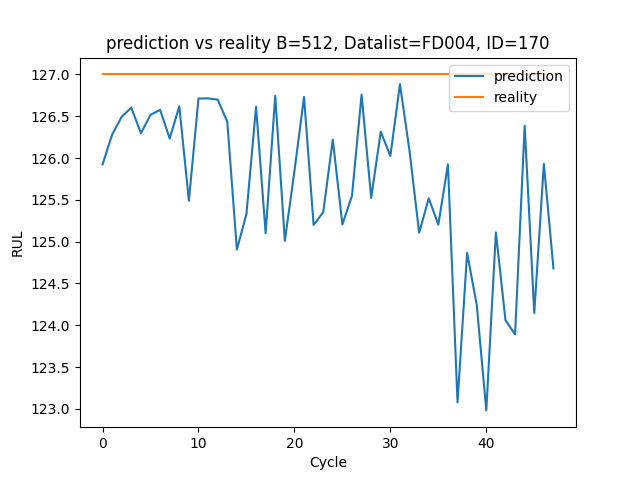 prediction vs reality B=512, Datalist=FD004, ID=170
127.0
126.5
126.0
125.5
125.0
124.5
124.0
123.5
123.0
RUL
prediction
reality
0 10 20 30 40
Cycle